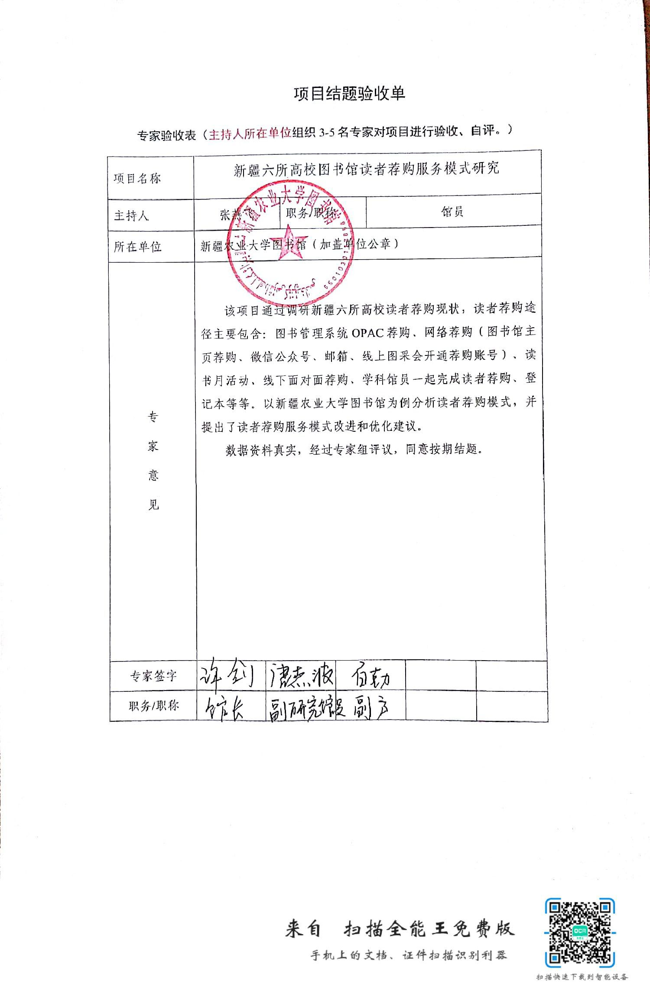 项目结题验收单
专家验收表（主持人所在单位组织 3-5 名专家对项目进行验收、自评。）
项目名称
新疆六所高校图书馆读者荐购服务模式研究
主持人
张燕飞
职务/职称
馆员
所在单位
新疆农业大学图书馆（加盖单位公章）
新疆农业大学图书馆
专家意见
该项目通过调研新疆六所高校读者荐购现状，读者荐购途
径主要包含：图书管理系统 OPAC 荐购、网络荐购（图书馆主
页荐购、微信公众号、邮箱、线上图采会开通荐购账号）、读
书月活动、线下面对面荐购、学科馆员一起完成读者荐购、登
记本等等。以新疆农业大学图书馆为例分析读者荐购模式，并
提出了读者荐购服务模式改进和优化建议。
数据资料真实，经过专家组评议，同意按期结题。
专家签字
许剑
职务/职称
馆长
副研究馆员
副高
来自 扫描全能王免费版
手机上的文档、证件扫描识别利器
OCR
扫描快速下载到智能设备